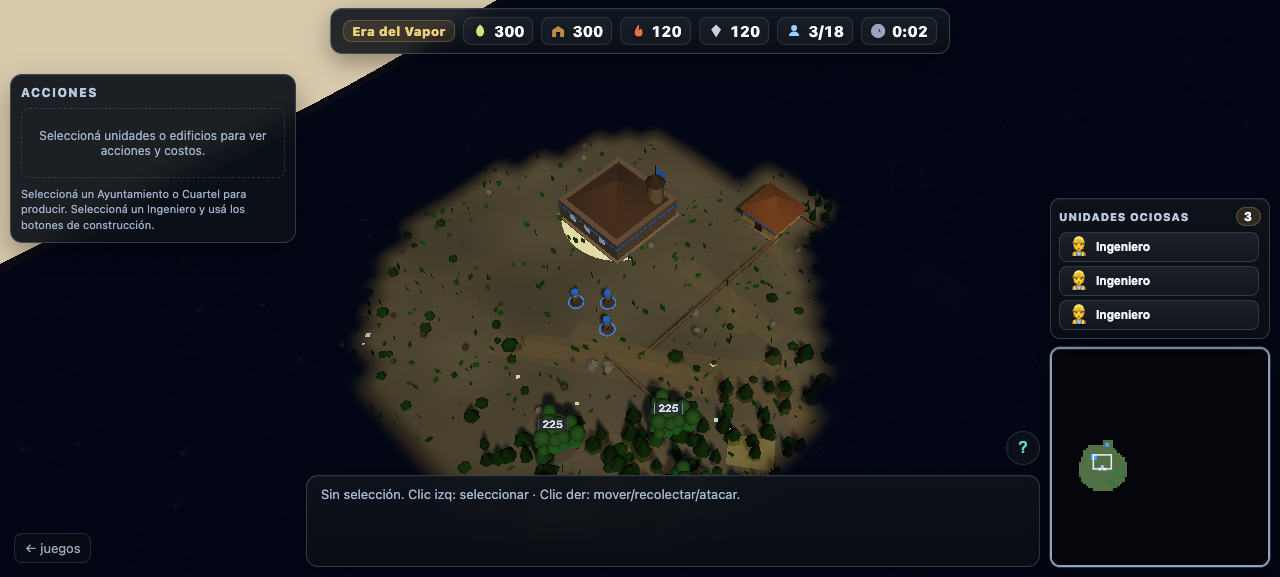 Era del Vapor 300 300 120 120 3/18 0:02
ACCIONES
Seleccioná unidades o edificios para ver
acciones y costos.
Seleccioná un Ayuntamiento o Cuartel para
producir. Seleccioná un Ingeniero y usá los
botones de construcción.
UNIDADES OCIOSAS 3
Ingeniero
Ingeniero
Ingeniero
225
225
?
Sin selección. Clic izq: seleccionar · Clic der: mover/recolectar/atacar.
← juegos